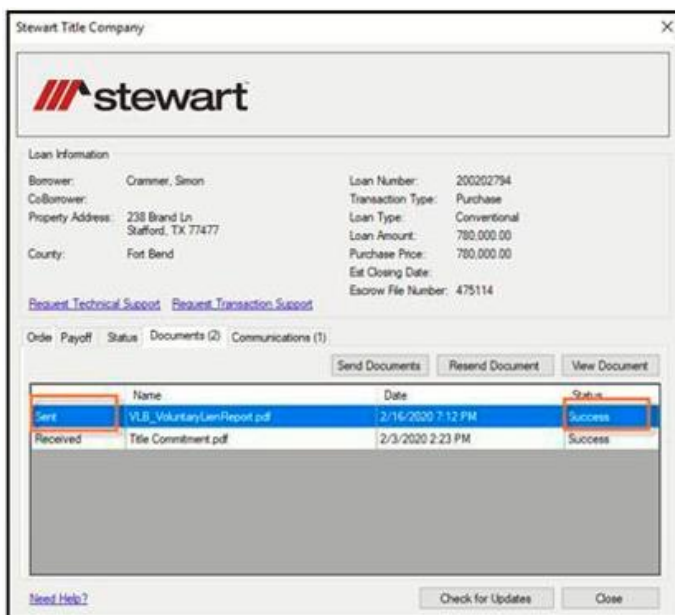 Stewart Title Company
stewart
Loan Information
Borrower: Crammer, Simon
CoBorrower:
Property Address: 238 Brand Ln
Stafford, TX 77477
County: Fort Bend
Loan Number: 200202794
Transaction Type: Purchase
Loan Type: Conventional
Loan Amount: 780,000.00
Purchase Price: 780,000.00
Est Closing Date:
Escrow File Number: 475114
Request Technical Support Request Transaction Support
Order Payoff Status Documents (2) Communications (1)
Send Documents Resend Document View Document
Name Date Status
Sent VLB_VoluntaryLienReport.pdf 2/16/2020 7:12 PM Success
Received Title Commitment.pdf 2/3/2020 2:23 PM Success
Need Help? Check for Updates Close